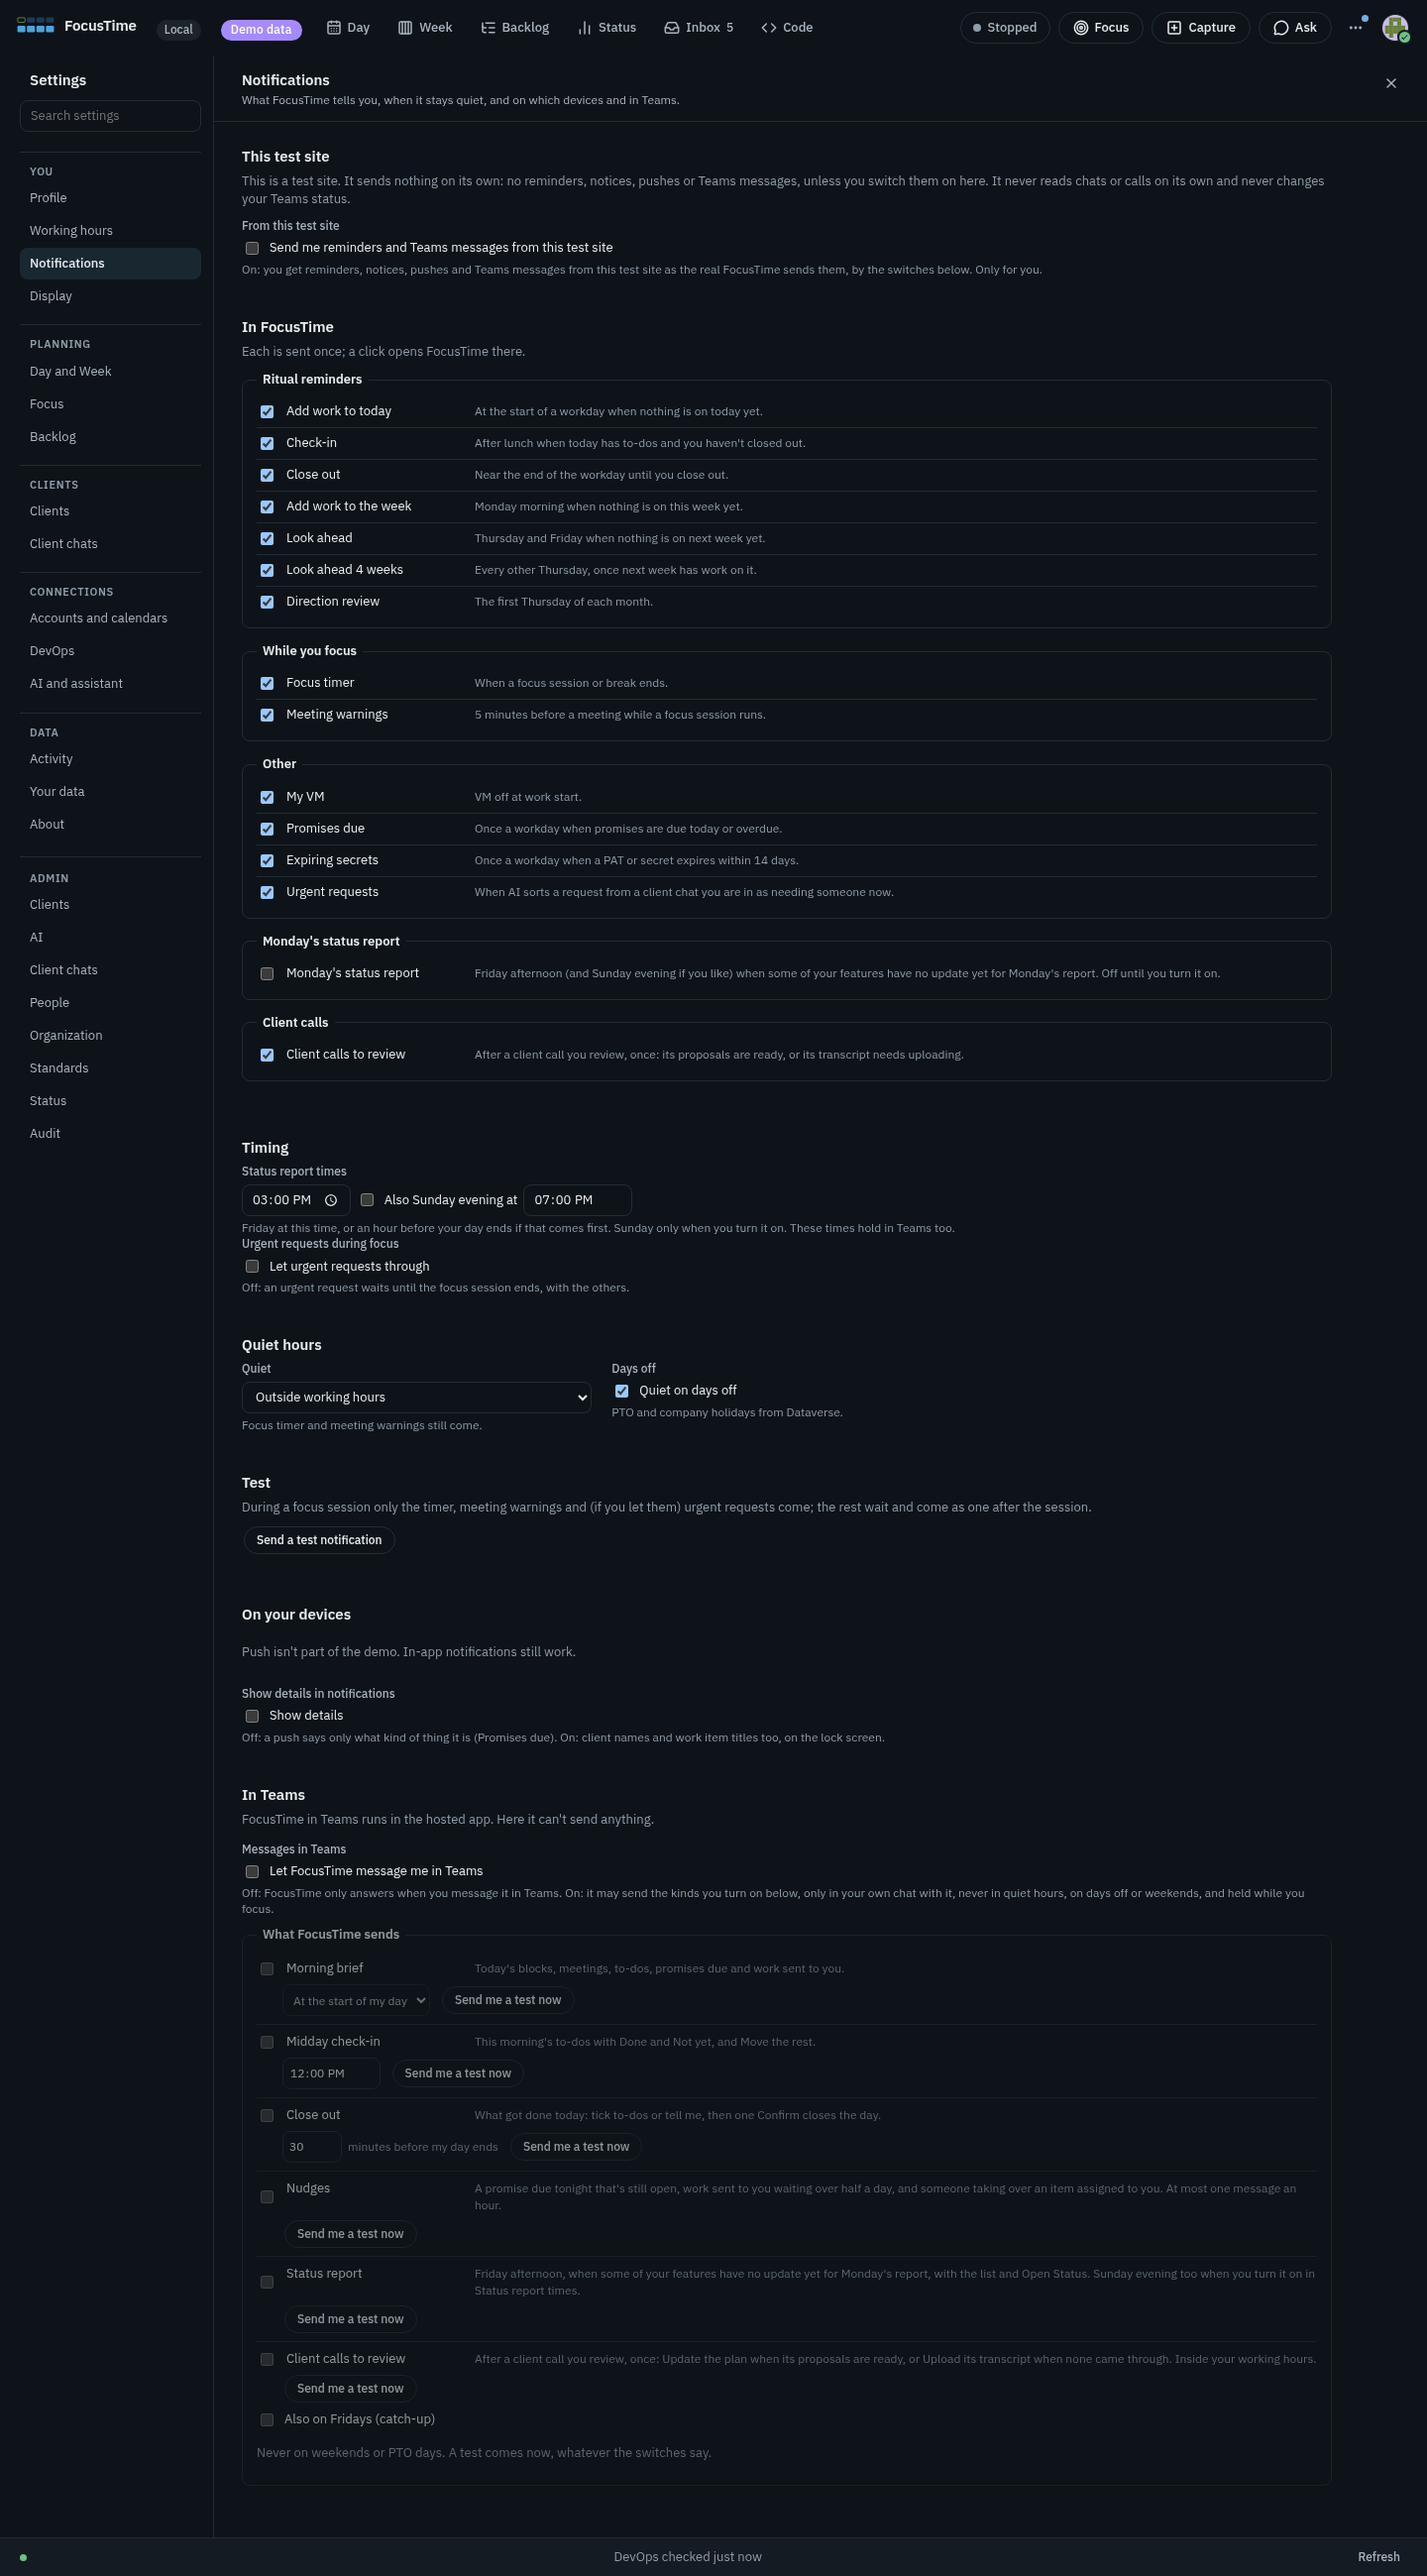 FocusTime Local Demo data Day Week Backlog Status Inbox 5 Code Stopped Focus Capture Ask
Settings
Search settings
YOU
Profile
Working hours
Notifications
Display
PLANNING
Day and Week
Focus
Backlog
CLIENTS
Clients
Client chats
CONNECTIONS
Accounts and calendars
DevOps
AI and assistant
DATA
Activity
Your data
About
ADMIN
Clients
AI
Client chats
People
Organization
Standards
Status
Audit
Notifications
What FocusTime tells you, when it stays quiet, and on which devices and in Teams.
This test site
This is a test site. It sends nothing on its own: no reminders, notices, pushes or Teams messages, unless you switch them on here. It never reads chats or calls on its own and never changes
your Teams status.
From this test site
Send me reminders and Teams messages from this test site
On: you get reminders, notices, pushes and Teams messages from this test site as the real FocusTime sends them, by the switches below. Only for you.
In FocusTime
Each is sent once; a click opens FocusTime there.
Ritual reminders
Add work to today At the start of a workday when nothing is on today yet.
Check-in After lunch when today has to-dos and you haven't closed out.
Close out Near the end of the workday until you close out.
Add work to the week Monday morning when nothing is on this week yet.
Look ahead Thursday and Friday when nothing is on next week yet.
Look ahead 4 weeks Every other Thursday, once next week has work on it.
Direction review The first Thursday of each month.
While you focus
Focus timer When a focus session or break ends.
Meeting warnings 5 minutes before a meeting while a focus session runs.
Other
My VM VM off at work start.
Promises due Once a workday when promises are due today or overdue.
Expiring secrets Once a workday when a PAT or secret expires within 14 days.
Urgent requests When AI sorts a request from a client chat you are in as needing someone now.
Monday's status report
Monday's status report Friday afternoon (and Sunday evening if you like) when some of your features have no update yet for Monday's report. Off until you turn it on.
Client calls
Client calls to review After a client call you review, once: its proposals are ready, or its transcript needs uploading.
Timing
Status report times
03:00 PM Also Sunday evening at 07:00 PM
Friday at this time, or an hour before your day ends if that comes first. Sunday only when you turn it on. These times hold in Teams too.
Urgent requests during focus
Let urgent requests through
Off: an urgent request waits until the focus session ends, with the others.
Quiet hours
Quiet Days off
Outside working hours Quiet on days off
Focus timer and meeting warnings still come. PTO and company holidays from Dataverse.
Test
During a focus session only the timer, meeting warnings and (if you let them) urgent requests come; the rest wait and come as one after the session.
Send a test notification
On your devices
Push isn't part of the demo. In-app notifications still work.
Show details in notifications
Show details
Off: a push says only what kind of thing it is (Promises due). On: client names and work item titles too, on the lock screen.
In Teams
FocusTime in Teams runs in the hosted app. Here it can't send anything.
Messages in Teams
Let FocusTime message me in Teams
Off: FocusTime only answers when you message it in Teams. On: it may send the kinds you turn on below, only in your own chat with it, never in quiet hours, on days off or weekends, and held while you
focus.
What FocusTime sends
Morning brief Today's blocks, meetings, to-dos, promises due and work sent to you.
At the start of my day Send me a test now
Midday check-in This morning's to-dos with Done and Not yet, and Move the rest.
12:00 PM Send me a test now
Close out What got done today: tick to-dos or tell me, then one Confirm closes the day.
30 minutes before my day ends Send me a test now
Nudges A promise due tonight that's still open, work sent to you waiting over half a day, and someone taking over an item assigned to you. At most one message an
hour.
Send me a test now
Status report Friday afternoon, when some of your features have no update yet for Monday's report, with the list and Open Status. Sunday evening too when you turn it on in
Status report times.
Send me a test now
Client calls to review After a client call you review, once: Update the plan when its proposals are ready, or Upload its transcript when none came through. Inside your working hours.
Send me a test now
Also on Fridays (catch-up)
Never on weekends or PTO days. A test comes now, whatever the switches say.
DevOps checked just now Refresh